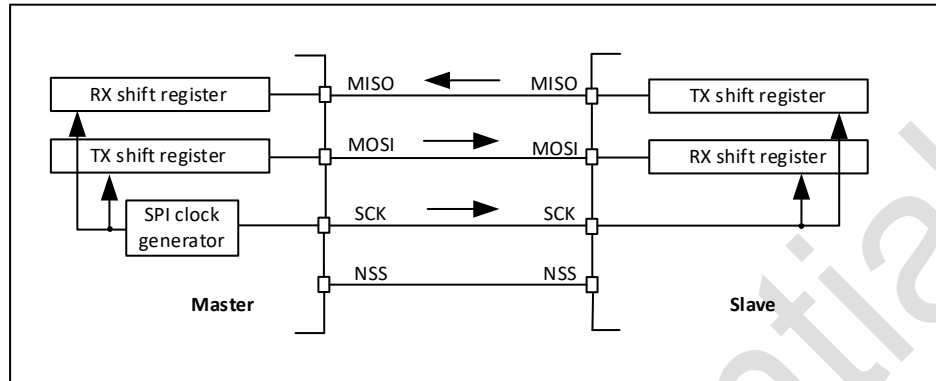 MISO MISO
RX shift register TX shift register
MOSI MOSI
TX shift register RX shift register
SCK SCK
SPI clock
generator
NSS NSS
Master Slave